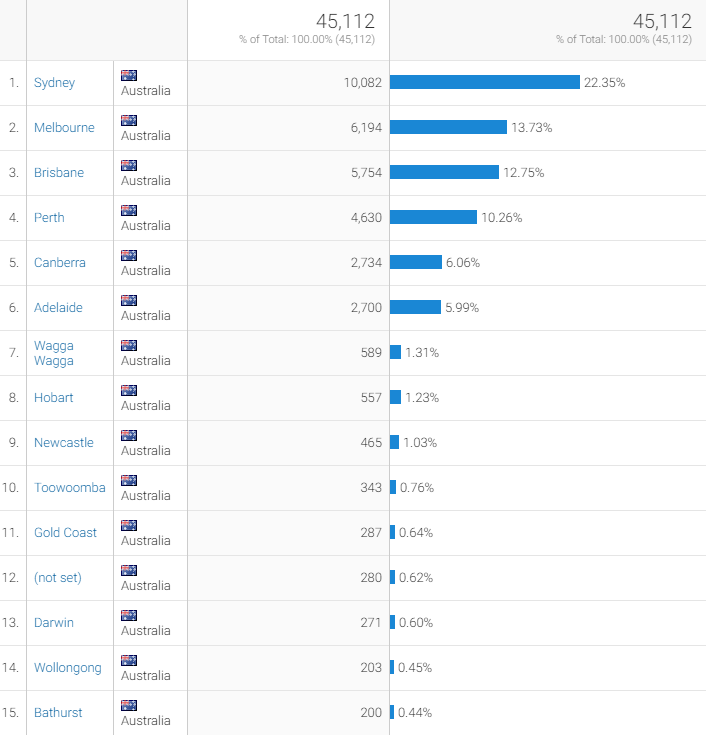 45,112
% of Total: 100.00% (45,112)
45,112
% of Total: 100.00% (45,112)
1. Sydney Australia 10,082 22.35%
2. Melbourne Australia 6,194 13.73%
3. Brisbane Australia 5,754 12.75%
4. Perth Australia 4,630 10.26%
5. Canberra Australia 2,734 6.06%
6. Adelaide Australia 2,700 5.99%
7. Wagga
Wagga Australia 589 1.31%
8. Hobart Australia 557 1.23%
9. Newcastle Australia 465 1.03%
10. Toowoomba Australia 343 0.76%
11. Gold Coast Australia 287 0.64%
12. (not set) Australia 280 0.62%
13. Darwin Australia 271 0.60%
14. Wollongong Australia 203 0.45%
15. Bathurst Australia 200 0.44%